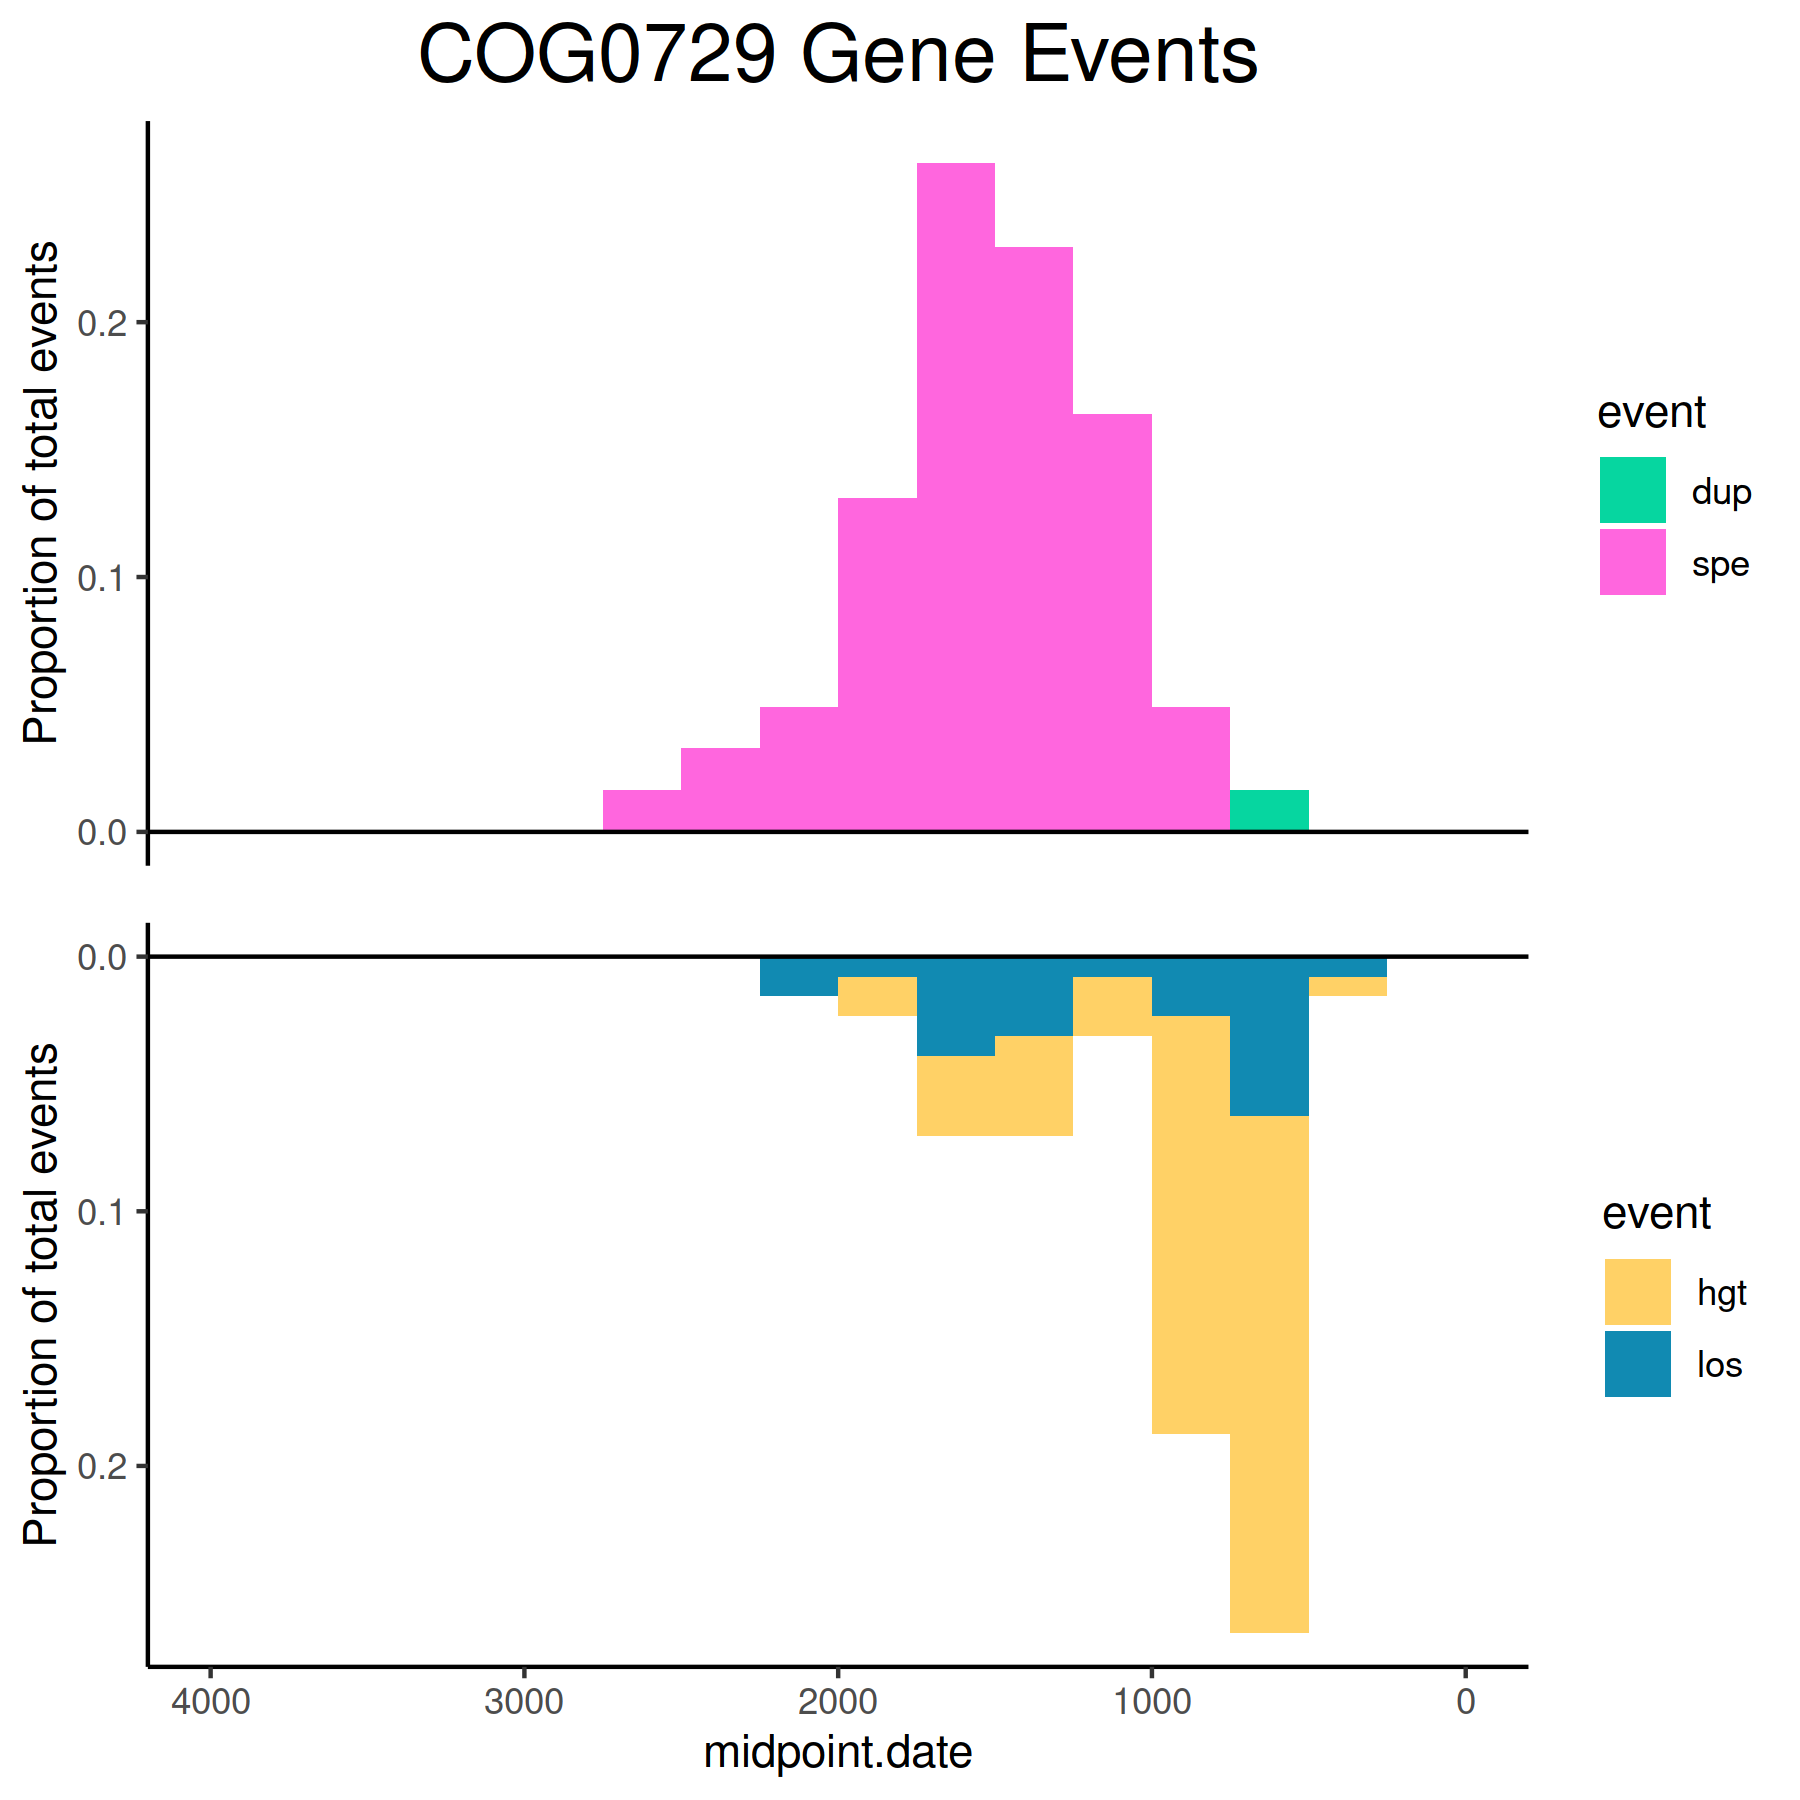 COG0729 Gene Events
Proportion of total events
0.2
0.1
0.0
event
dup
spe
Proportion of total events
0.0
0.1
0.2
event
hgt
los
4000 3000 2000 1000 0
midpoint.date